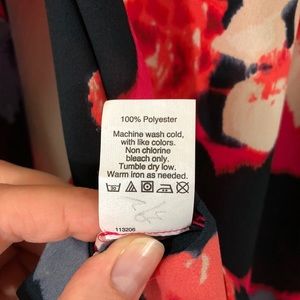 100% Polyester
Machine wash cold,
with like colors.
Non chlorine
bleach only.
Tumble dry low.
Warm iron as needed.
113206